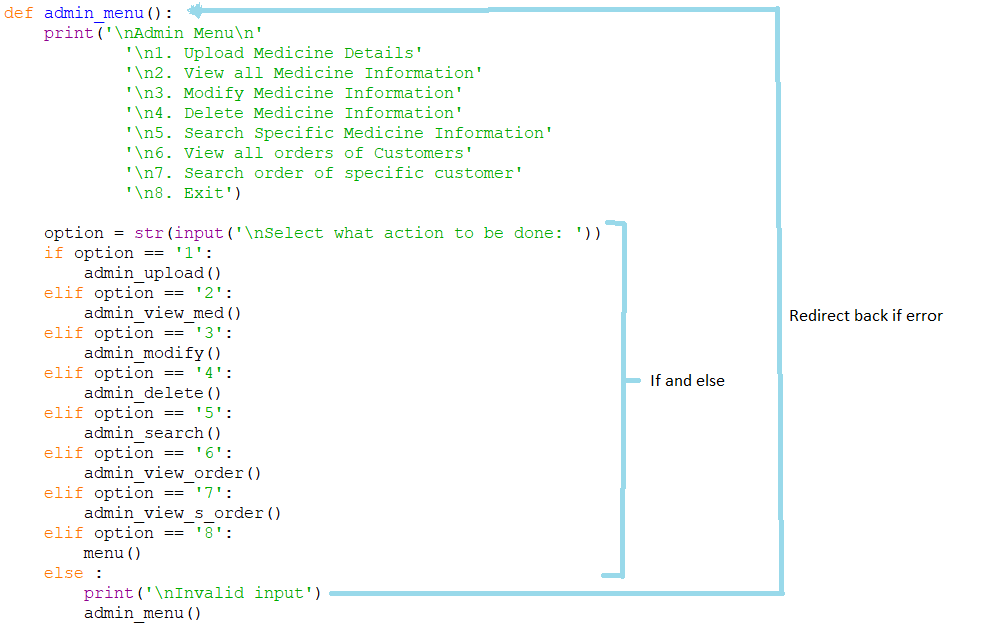 def admin_menu():
print('\nAdmin Menu\n'
'\n1. Upload Medicine Details'
'\n2. View all Medicine Information'
'\n3. Modify Medicine Information'
'\n4. Delete Medicine Information'
'\n5. Search Specific Medicine Information'
'\n6. View all orders of Customers'
'\n7. Search order of specific customer'
'\n8. Exit')
option = str(input('\nSelect what action to be done: '))
if option == '1':
admin_upload()
elif option == '2':
admin_view_med()
elif option == '3':
admin_modify()
elif option == '4':
admin_delete()
elif option == '5':
admin_search()
elif option == '6':
admin_view_order()
elif option == '7':
admin_view_s_order()
elif option == '8':
menu()
else :
print('\nInvalid input')
admin_menu()
If and else
Redirect back if error